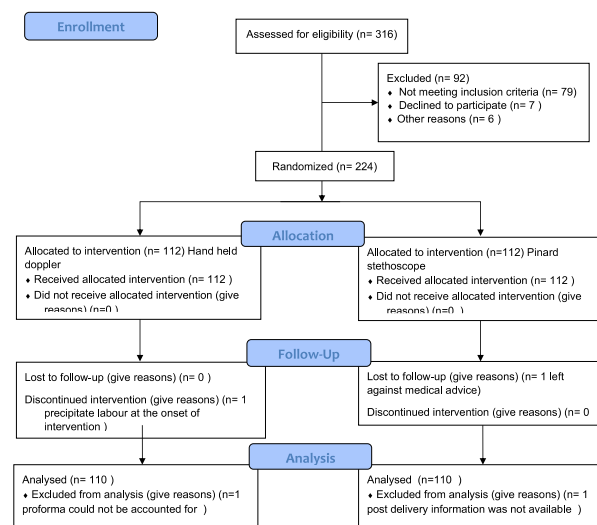 Enrollment
Assessed for eligibility (n= 316)
Excluded (n= 92)
♦ Not meeting inclusion criteria (n= 79)
♦ Declined to participate (n= 7 )
♦ Other reasons (n= 6 )
Randomized (n= 224)
Allocation
Allocated to intervention (n= 112) Hand held
doppler
♦ Received allocated intervention (n= 112 )
♦ Did not receive allocated intervention (give
reasons) (n=0 )
Allocated to intervention (n=112) Pinard
stethoscope
♦ Received allocated intervention (n= 112 )
♦ Did not receive allocated intervention (give
reasons) (n=0 )
Follow-Up
Lost to follow-up (give reasons) (n= 0 )
Discontinued intervention (give reasons) (n= 1
precipitate labour at the onset of
intervention )
Lost to follow-up (give reasons) (n= 1 left
against medical advice)
Discontinued intervention (give reasons) (n= 0
Analysis
Analysed (n= 110 )
♦ Excluded from analysis (give reasons) (n=1
proforma could not be accounted for )
Analysed (n=110 )
♦ Excluded from analysis (give reasons) (n= 1
post delivery information was not available )